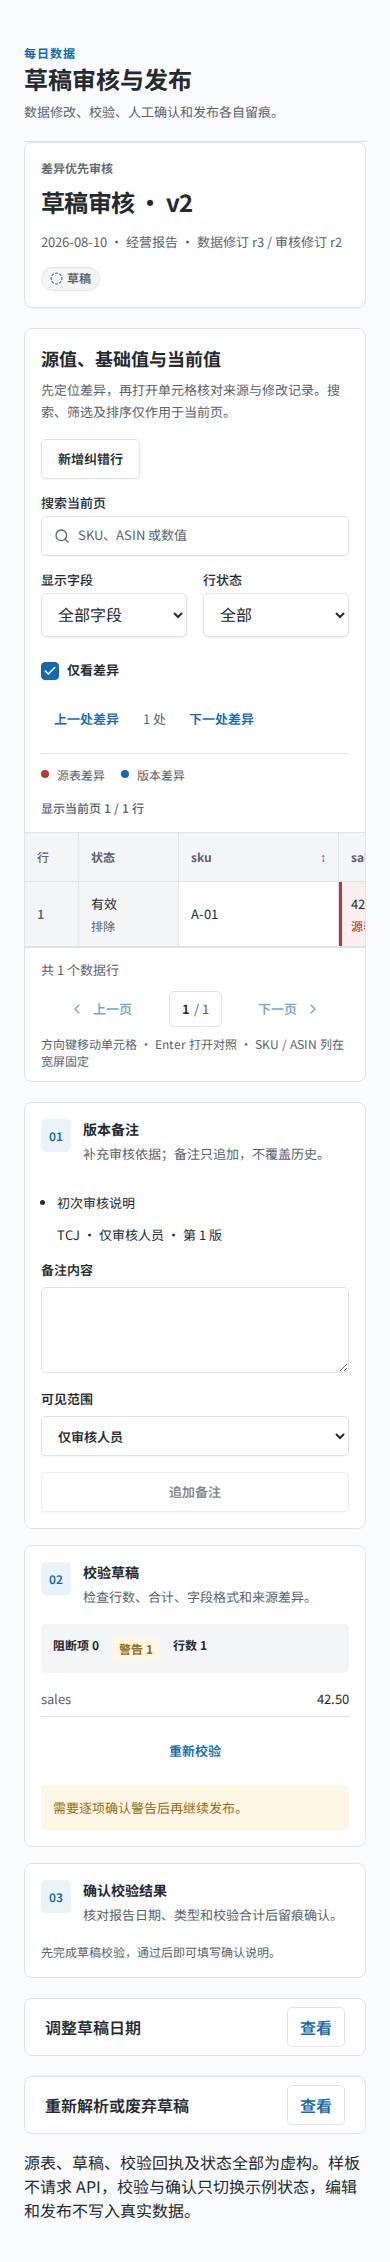 每日数据
草稿审核与发布
数据修改、校验、人工确认和发布各自留痕。
差异优先审核
草稿审核 · v2
2026-08-10 · 经营报告 · 数据修订 r3 / 审核修订 r2
草稿
源值、基础值与当前值
先定位差异，再打开单元格核对来源与修改记录。搜
索、筛选及排序仅作用于当前页。
新增纠错行
搜索当前页
SKU、ASIN 或数值
显示字段 行状态
全部字段 全部
仅看差异
上一处差异 1 处 下一处差异
源表差异 版本差异
显示当前页 1 / 1 行
行 状态 sku ↕ sal
1 有效 A-01 42
排除 源表
共 1 个数据行
上一页 1 / 1 下一页
方向键移动单元格 · Enter 打开对照 · SKU / ASIN 列在
宽屏固定
01 版本备注
补充审核依据；备注只追加，不覆盖历史。
• 初次审核说明
TCJ · 仅审核人员 · 第 1 版
备注内容
可见范围
仅审核人员
追加备注
02 校验草稿
检查行数、合计、字段格式和来源差异。
阻断项 0 警告 1 行数 1
sales 42.50
重新校验
需要逐项确认警告后再继续发布。
03 确认校验结果
核对报告日期、类型和校验合计后留痕确认。
先完成草稿校验，通过后即可填写确认说明。
调整草稿日期 查看
重新解析或废弃草稿 查看
源表、草稿、校验回执及状态全部为虚构。样板
不请求 API，校验与确认只切换示例状态，编辑
和发布不写入真实数据。